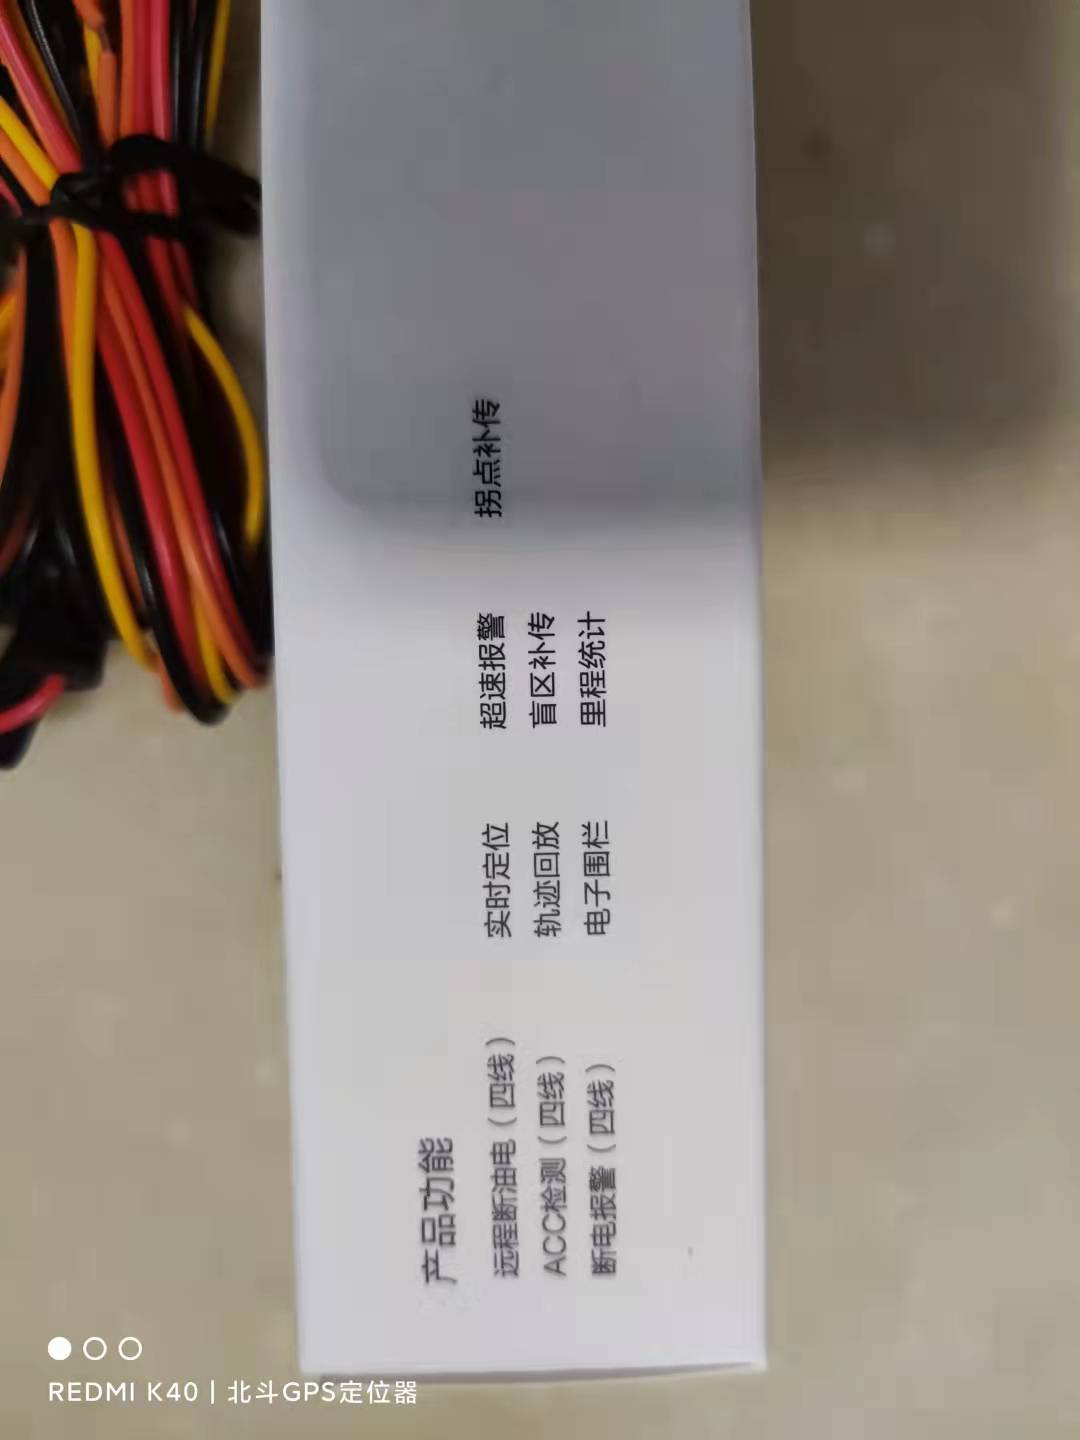 产品功能
远程断油电（四线） 实时定位 超速报警 拐点补传
ACC检测（四线） 轨迹回放 盲区补传
断电报警（四线） 电子围栏 里程统计
REDMI K40 | 北斗GPS定位器